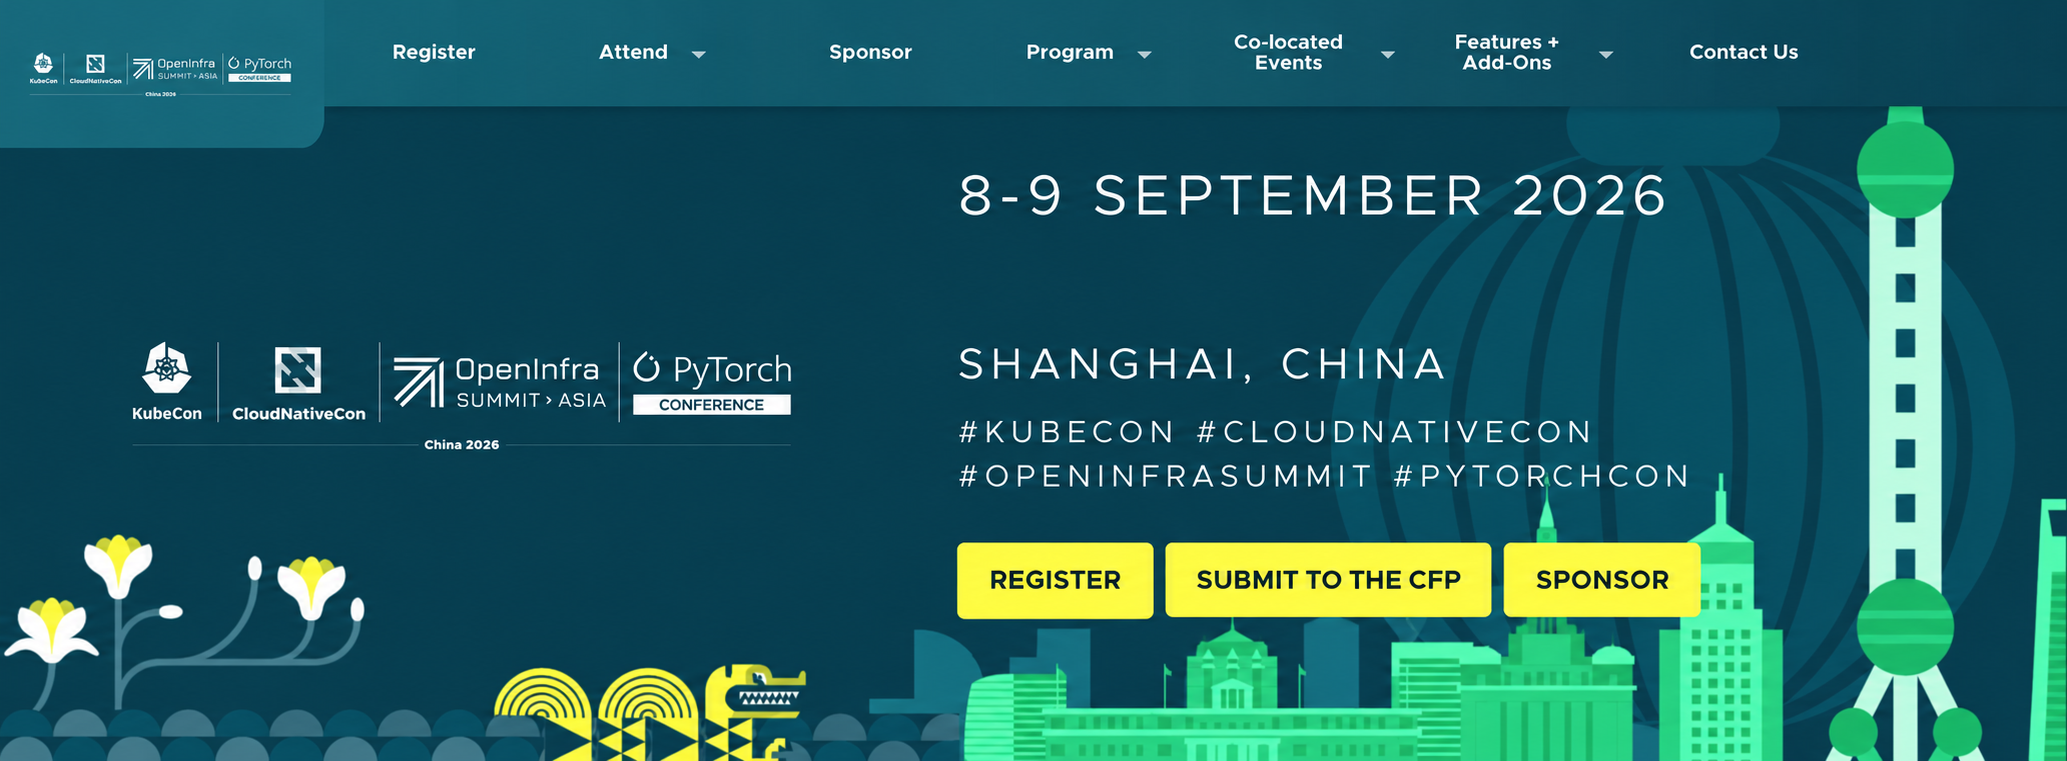 KubeCon
CloudNativeCon
OpenInfra
SUMMIT > ASIA
PyTorch
CONFERENCE
China 2026
Register
Attend
Sponsor
Program
Co-located
Events
Features +
Add-Ons
Contact Us
8-9 SEPTEMBER 2026
KubeCon
CloudNativeCon
OpenInfra
SUMMIT > ASIA
PyTorch
CONFERENCE
China 2026
SHANGHAI, CHINA
#KUBECON #CLOUDNATIVECON
#OPENINFRASUMMIT #PYTORCHCON
REGISTER
SUBMIT TO THE CFP
SPONSOR